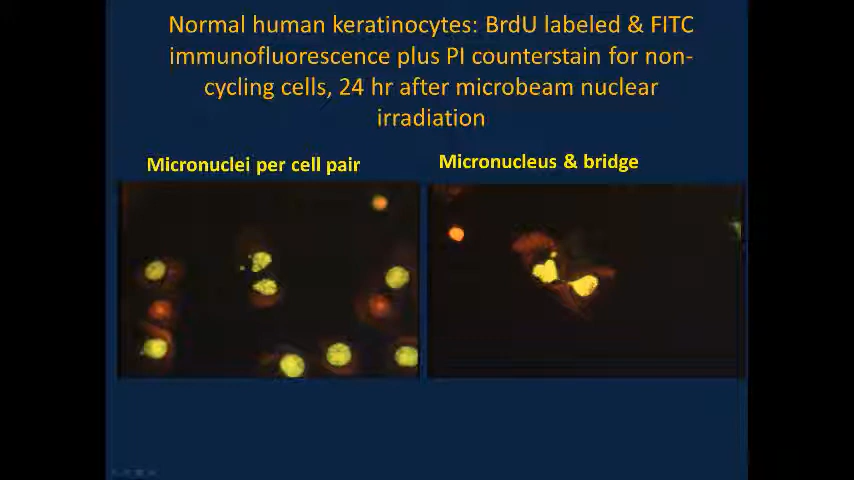 Normal human keratinocytes: BrdU labeled & FITC
immunofluorescence plus PI counterstain for non-
cycling cells, 24 hr after microbeam nuclear
irradiation
Micronuclei per cell pair
Micronucleus & bridge